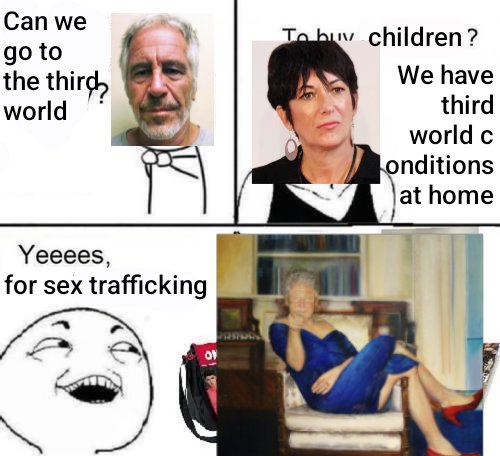 Can we
go to
the third
world ?
To buy children ?
We have
third
world c
onditions
at home
Yeeees,
for sex trafficking